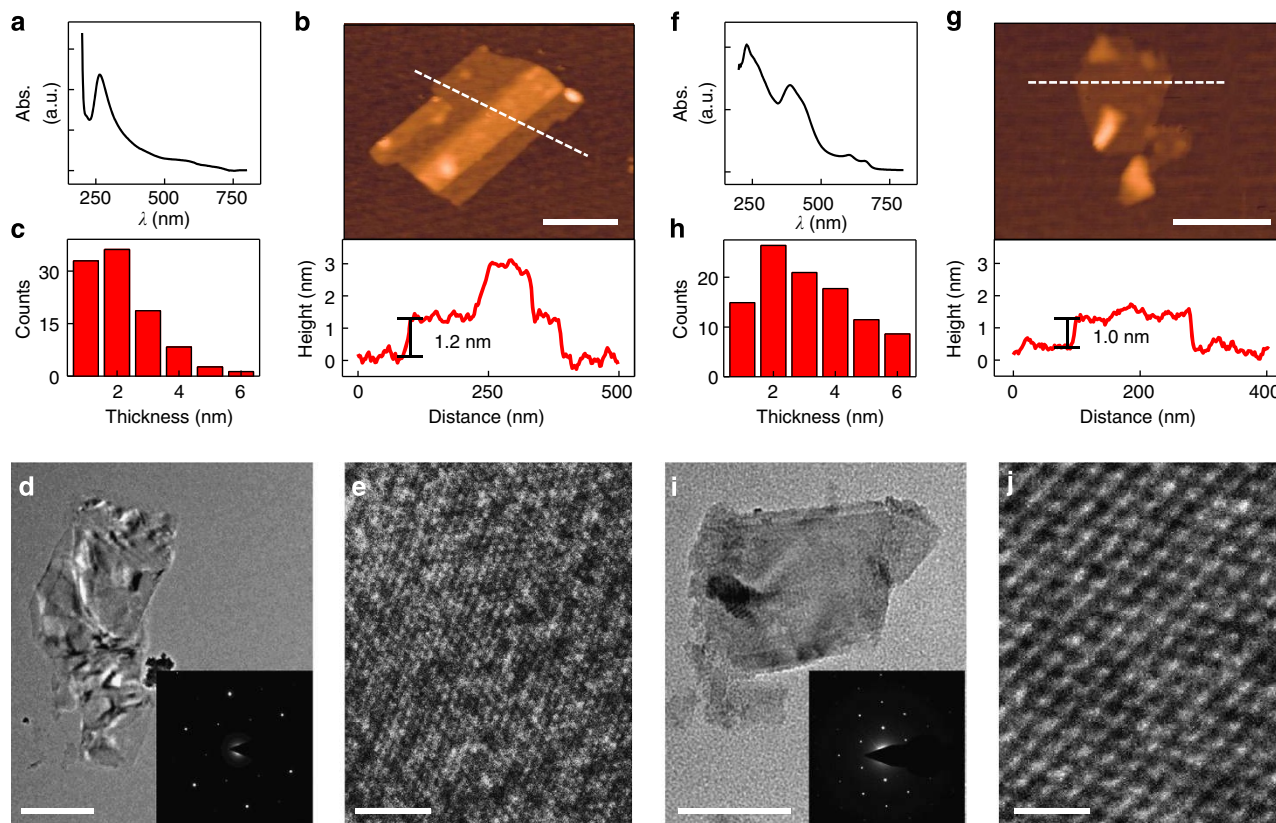 a
Abs.
(a.u.)
250
500
750
λ (nm)
b
c
Counts
30
15
0
2
4
6
Thickness (nm)
Height (nm)
3
2
1
0
1.2 nm
0
250
500
Distance (nm)
f
Abs.
(a.u.)
250
500
750
λ (nm)
g
h
Counts
20
10
0
2
4
6
Thickness (nm)
Height (nm)
3
2
1
0
1.0 nm
0
200
400
Distance (nm)
d
e
i
j